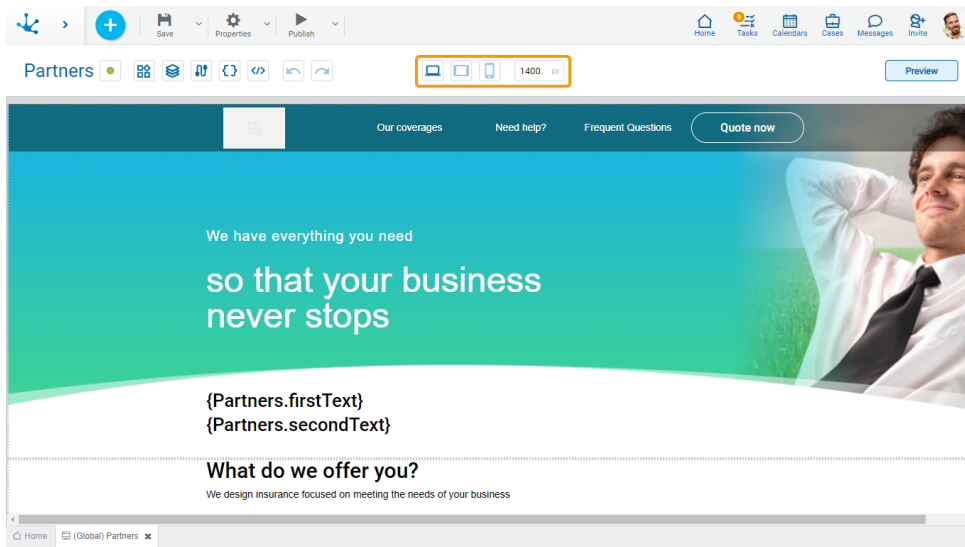 Save
Properties
Publish
Home
9
Tasks
Calendars
Cases
Messages
Invite
Partners
1400 px
Preview
Our coverages
Need help?
Frequent Questions
Quote now
We have everything you need
so that your business
never stops
{Partners.firstText}
{Partners.secondText}
What do we offer you?
We design insurance focused on meeting the needs of your business
Home
(Global) Partners